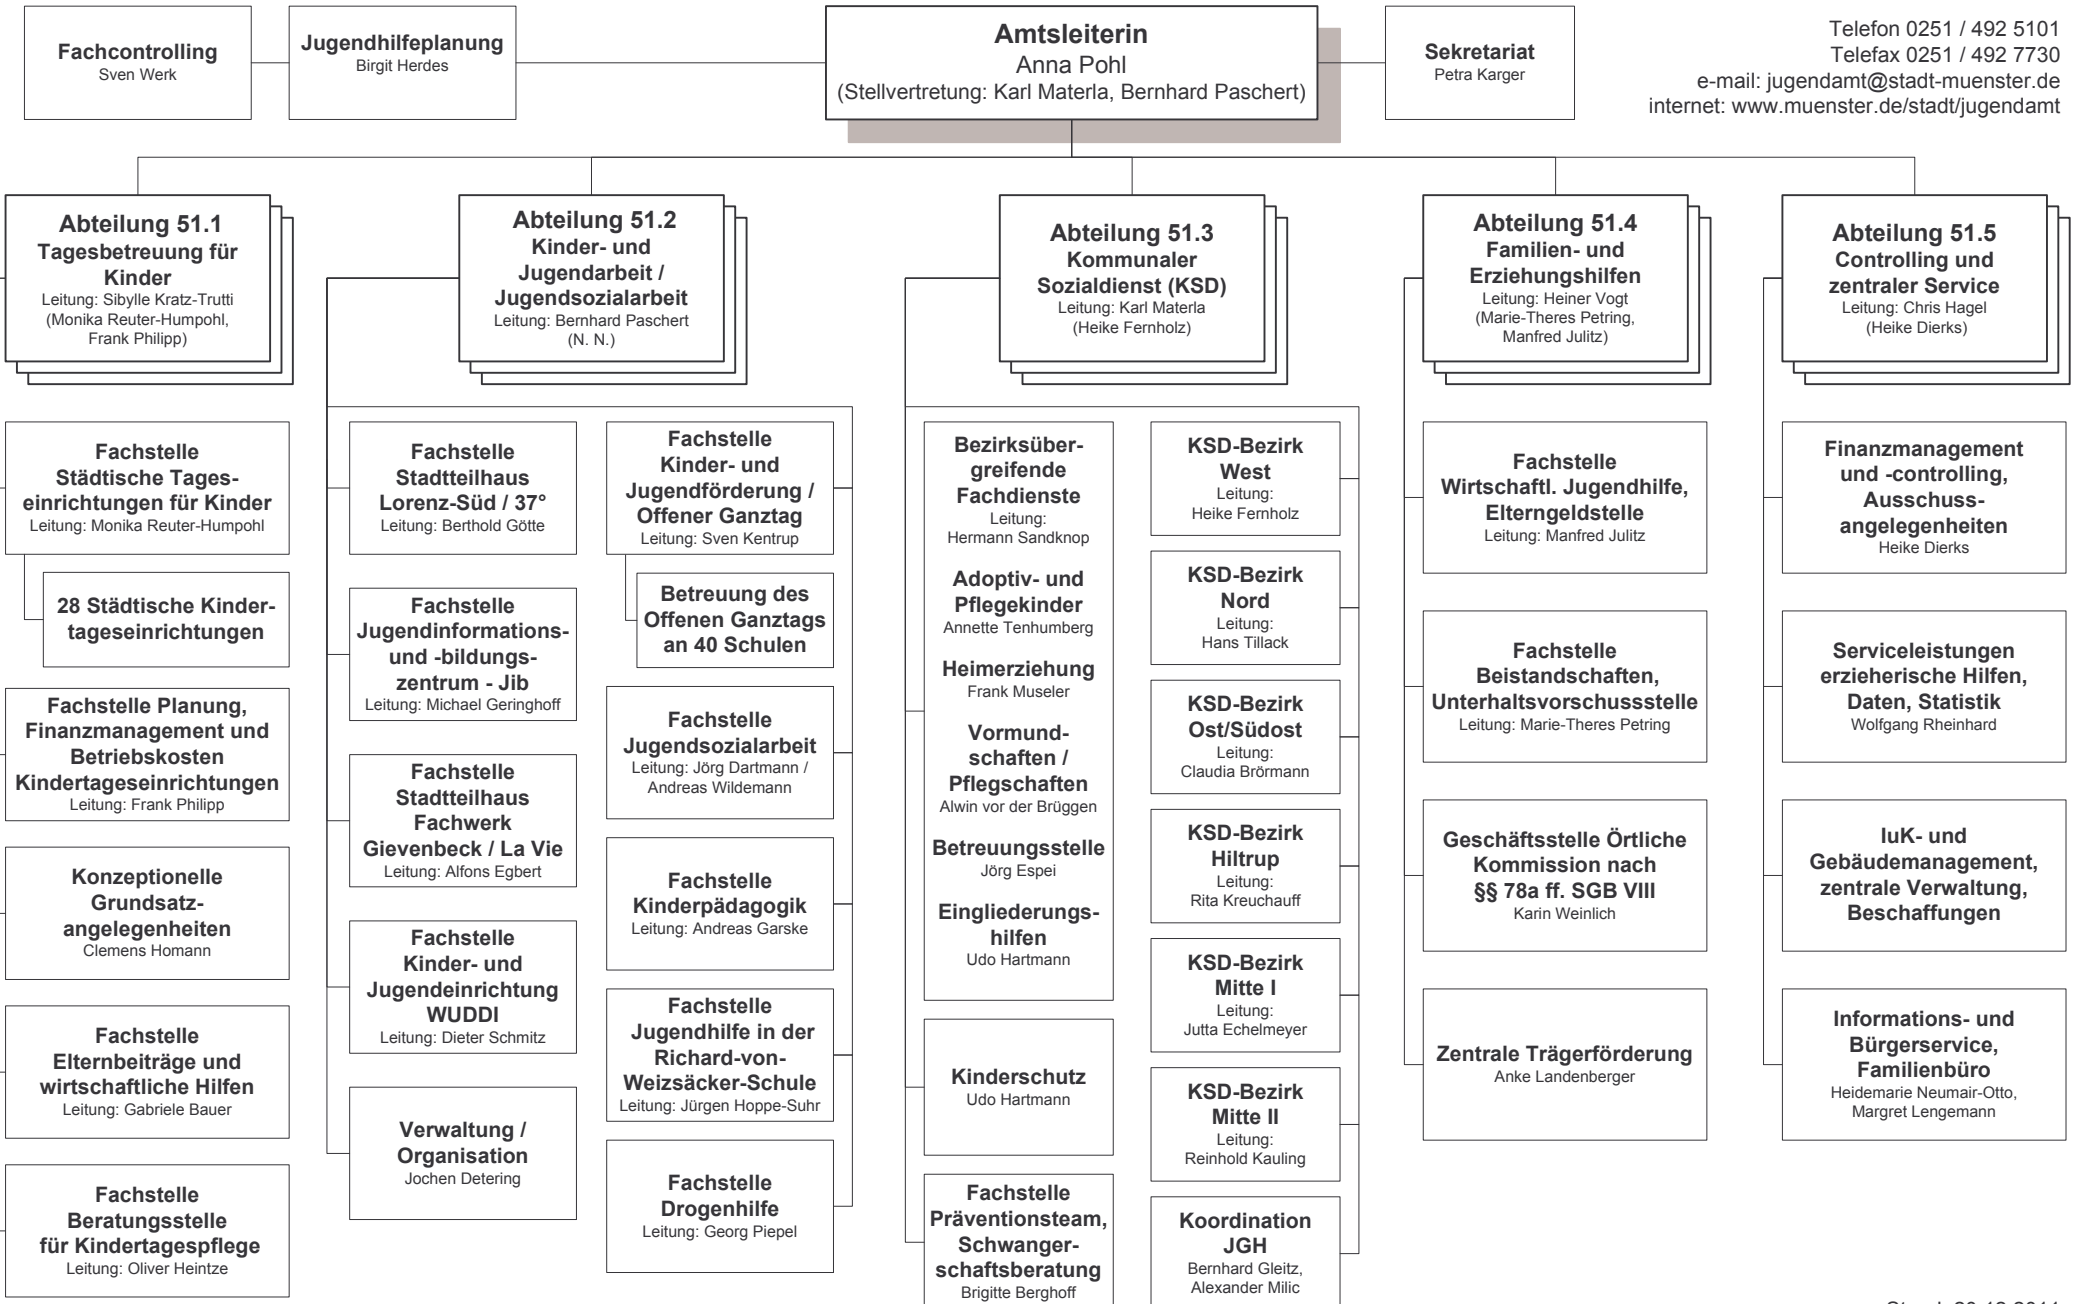 Fachcontrolling
Sven Werk
Jugendhilfeplanung
Birgit Herdes
Amtsleiterin
Anna Pohl
(Stellvertretung: Karl Materla, Bernhard Paschert)
Sekretariat
Petra Karger
Telefon 0251 / 492 5101
Telefax 0251 / 492 7730
e-mail: jugendamt@stadt-muenster.de
internet: www.muenster.de/stadt/jugendamt
Abteilung 51.1
Tagesbetreuung für
Kinder
Leitung: Sibylle Kratz-Trutti
(Monika Reuter-Humpohl,
Frank Philipp)
Fachstelle
Städtische Tages-
einrichtungen für Kinder
Leitung: Monika Reuter-Humpohl
28 Städtische Kinder-
tageseinrichtungen
Fachstelle Planung,
Finanzmanagement und
Betriebskosten
Kindertageseinrichtungen
Leitung: Frank Philipp
Konzeptionelle
Grundsatz-
angelegenheiten
Clemens Homann
Fachstelle
Elternbeiträge und
wirtschaftliche Hilfen
Leitung: Gabriele Bauer
Fachstelle
Beratungsstelle
für Kindertagespflege
Leitung: Oliver Heintze
Abteilung 51.2
Kinder- und
Jugendarbeit /
Jugendsozialarbeit
Leitung: Bernhard Paschert
(N. N.)
Fachstelle
Stadtteilhaus
Lorenz-Süd / 37°
Leitung: Berthold Götte
Fachstelle
Jugendinformations-
und -bildungs-
zentrum - Jib
Leitung: Michael Geringhoff
Fachstelle
Stadtteilhaus
Fachwerk
Gievenbeck / La Vie
Leitung: Alfons Egbert
Fachstelle
Kinder- und
Jugendeinrichtung
WUDDI
Leitung: Dieter Schmitz
Verwaltung /
Organisation
Jochen Detering
Fachstelle
Kinder- und
Jugendförderung /
Offener Ganztag
Leitung: Sven Kentrup
Betreuung des
Offenen Ganztags
an 40 Schulen
Fachstelle
Jugendsozialarbeit
Leitung: Jörg Dartmann /
Andreas Wildemann
Fachstelle
Kinderpädagogik
Leitung: Andreas Garske
Fachstelle
Jugendhilfe in der
Richard-von-
Weizsäcker-Schule
Leitung: Jürgen Hoppe-Suhr
Fachstelle
Drogenhilfe
Leitung: Georg Piepel
Abteilung 51.3
Kommunaler
Sozialdienst (KSD)
Leitung: Karl Materla
(Heike Fernholz)
Bezirksüber-
greifende
Fachdienste
Leitung:
Hermann Sandknop
Adoptiv- und
Pflegekinder
Annette Tenhumberg
Heimerziehung
Frank Museler
Vormund-
schaften /
Pflegschaften
Alwin vor der Brüggen
Betreuungsstelle
Jörg Espei
Eingliederungs-
hilfen
Udo Hartmann
Kinderschutz
Udo Hartmann
Fachstelle
Präventionsteam,
Schwanger-
schaftsberatung
Brigitte Berghoff
KSD-Bezirk
West
Leitung:
Heike Fernholz
KSD-Bezirk
Nord
Leitung:
Hans Tillack
KSD-Bezirk
Ost/Südost
Leitung:
Claudia Brörmann
KSD-Bezirk
Hiltrup
Leitung:
Rita Kreuchauff
KSD-Bezirk
Mitte I
Leitung:
Jutta Echelmeyer
KSD-Bezirk
Mitte II
Leitung:
Reinhold Kauling
Koordination
JGH
Bernhard Gleitz,
Alexander Milic
Abteilung 51.4
Familien- und
Erziehungshilfen
Leitung: Heiner Vogt
(Marie-Theres Petring,
Manfred Julitz)
Fachstelle
Wirtschaftl. Jugendhilfe,
Elterngeldstelle
Leitung: Manfred Julitz
Fachstelle
Beistandschaften,
Unterhaltsvorschussstelle
Leitung: Marie-Theres Petring
Geschäftsstelle Örtliche
Kommission nach
§§ 78a ff. SGB VIII
Karin Weinlich
Zentrale Trägerförderung
Anke Landenberger
Abteilung 51.5
Controlling und
zentraler Service
Leitung: Chris Hagel
(Heike Dierks)
Finanzmanagement
und -controlling,
Ausschuss-
angelegenheiten
Heike Dierks
Serviceleistungen
erzieherische Hilfen,
Daten, Statistik
Wolfgang Rheinhard
IuK- und
Gebäudemanagement,
zentrale Verwaltung,
Beschaffungen
Informations- und
Bürgerservice,
Familienbüro
Heidemarie Neumair-Otto,
Margret Lengemann